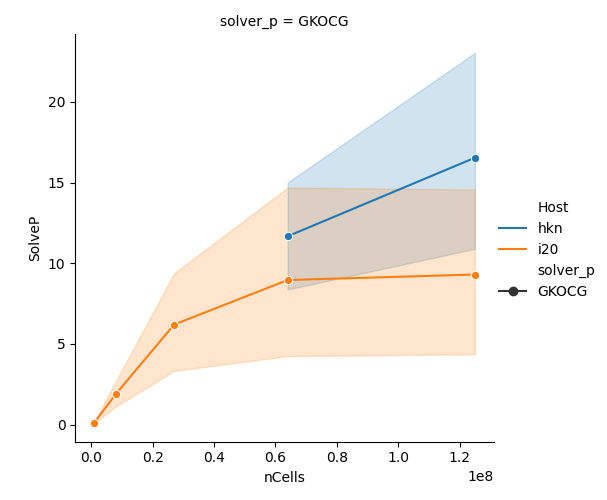 solver_p = GKOCG
SolveP
20
15
10
5
0
0.0 0.2 0.4 0.6 0.8 1.0 1.2
1e8
nCells
Host
hkn
i20
solver_p
GKOCG